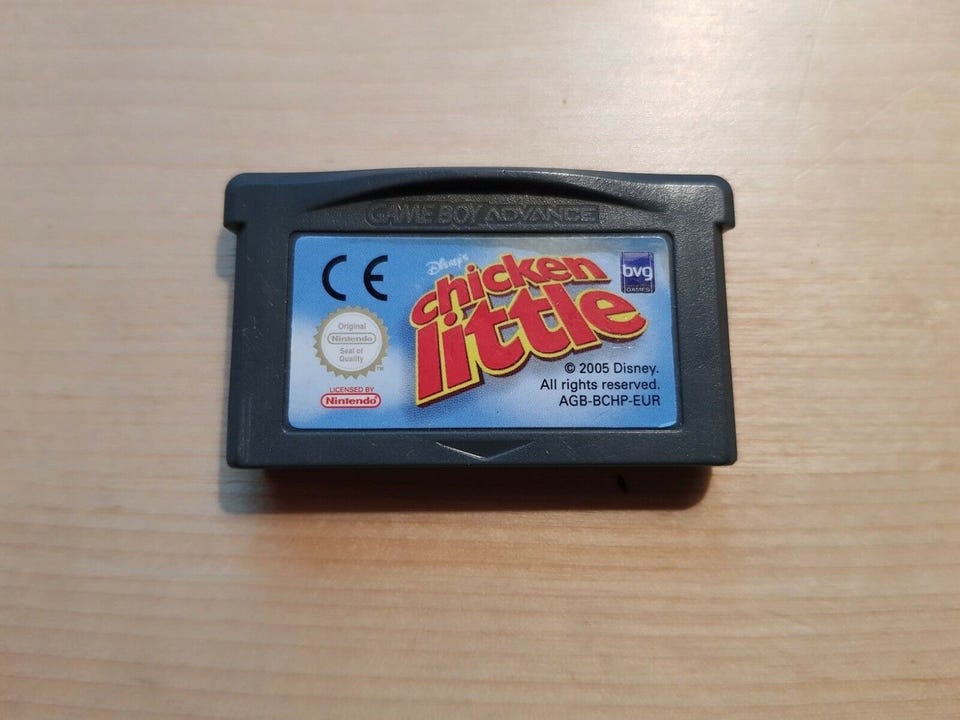 GAME BOY ADVANCE
CE
Disney's
chicken
little
bvg
GAMES
Original
Nintendo
Seal of
Quality
TM
LICENSED BY
Nintendo
© 2005 Disney.
All rights reserved.
AGB-BCHP-EUR